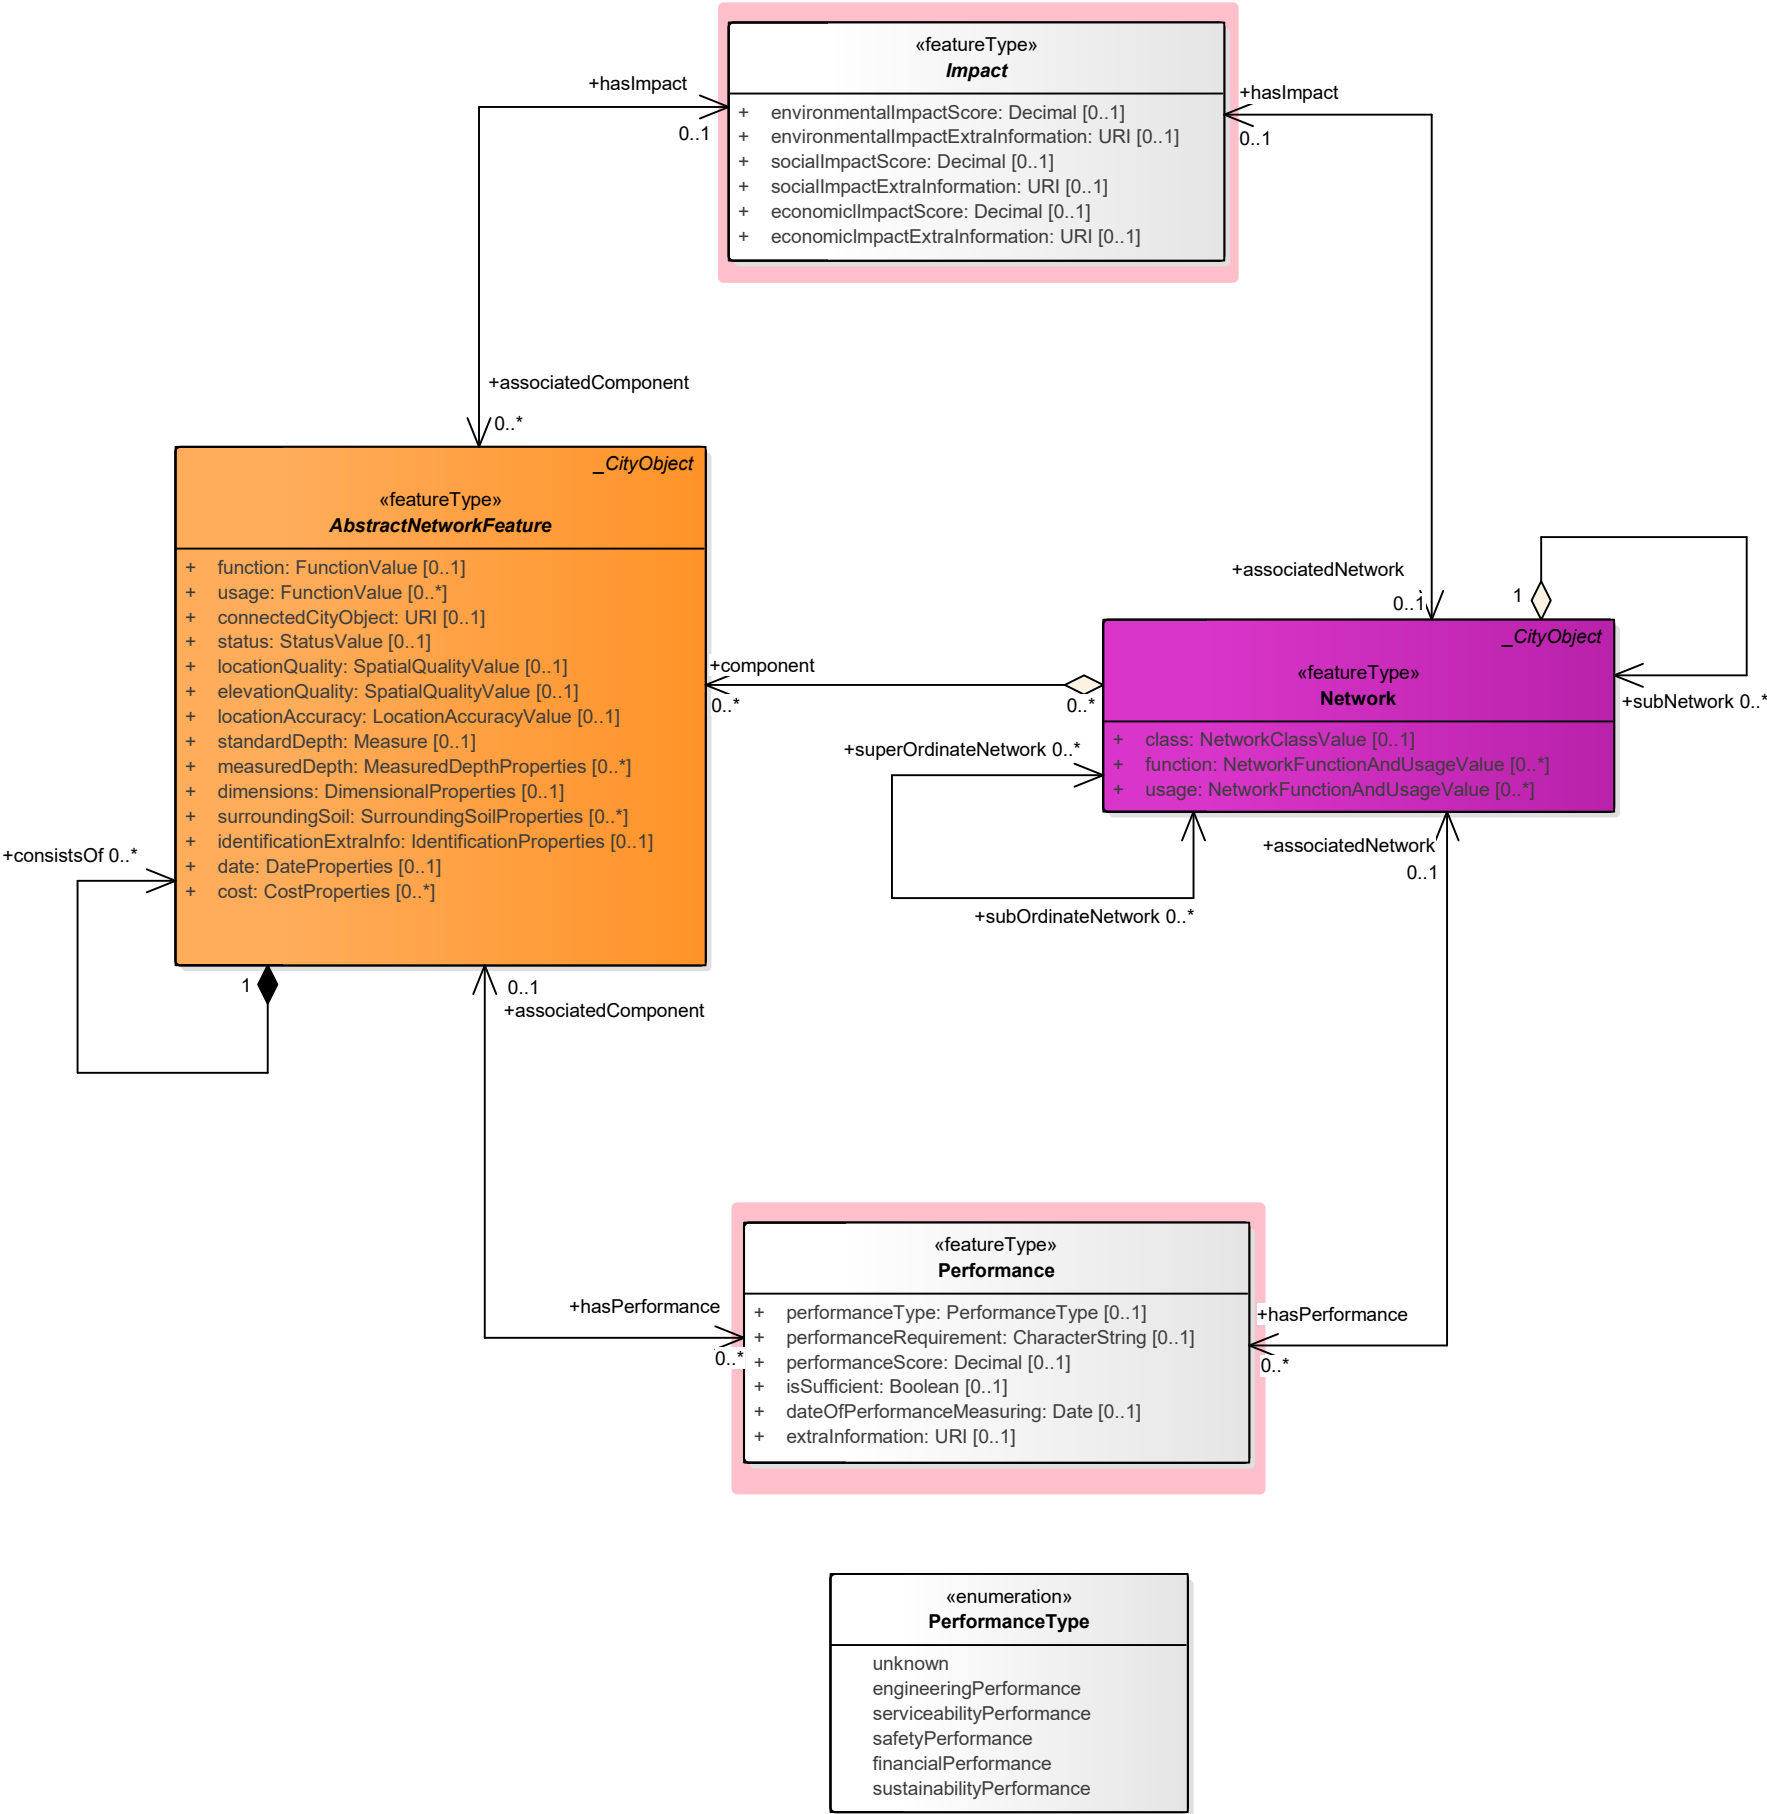 «featureType»
Impact
+ environmentalImpactScore: Decimal [0..1]
+ environmentalImpactExtraInformation: URI [0..1]
+ socialImpactScore: Decimal [0..1]
+ socialImpactExtraInformation: URI [0..1]
+ economiclImpactScore: Decimal [0..1]
+ economicImpactExtraInformation: URI [0..1]
+hasImpact
0..1
+hasImpact
0..1
+associatedComponent
0..*
_CityObject
«featureType»
AbstractNetworkFeature
+ function: FunctionValue [0..1]
+ usage: FunctionValue [0..*]
+ connectedCityObject: URI [0..1]
+ status: StatusValue [0..1]
+ locationQuality: SpatialQualityValue [0..1]
+ elevationQuality: SpatialQualityValue [0..1]
+ locationAccuracy: LocationAccuracyValue [0..1]
+ standardDepth: Measure [0..1]
+ measuredDepth: MeasuredDepthProperties [0..*]
+ dimensions: DimensionalProperties [0..1]
+ surroundingSoil: SurroundingSoilProperties [0..*]
+ identificationExtraInfo: IdentificationProperties [0..1]
+ date: DateProperties [0..1]
+ cost: CostProperties [0..*]
+consistsOf 0..*
1
0..1
+associatedComponent
+component
0..*
0..*
+associatedNetwork
0..1
1
+subNetwork 0..*
_CityObject
«featureType»
Network
+ class: NetworkClassValue [0..1]
+ function: NetworkFunctionAndUsageValue [0..*]
+ usage: NetworkFunctionAndUsageValue [0..*]
+superOrdinateNetwork 0..*
+subOrdinateNetwork 0..*
+associatedNetwork
0..1
+hasPerformance
0..*
+hasPerformance
0..*
«featureType»
Performance
+ performanceType: PerformanceType [0..1]
+ performanceRequirement: CharacterString [0..1]
+ performanceScore: Decimal [0..1]
+ isSufficient: Boolean [0..1]
+ dateOfPerformanceMeasuring: Date [0..1]
+ extraInformation: URI [0..1]
«enumeration»
PerformanceType
unknown
engineeringPerformance
serviceabilityPerformance
safetyPerformance
financialPerformance
sustainabilityPerformance